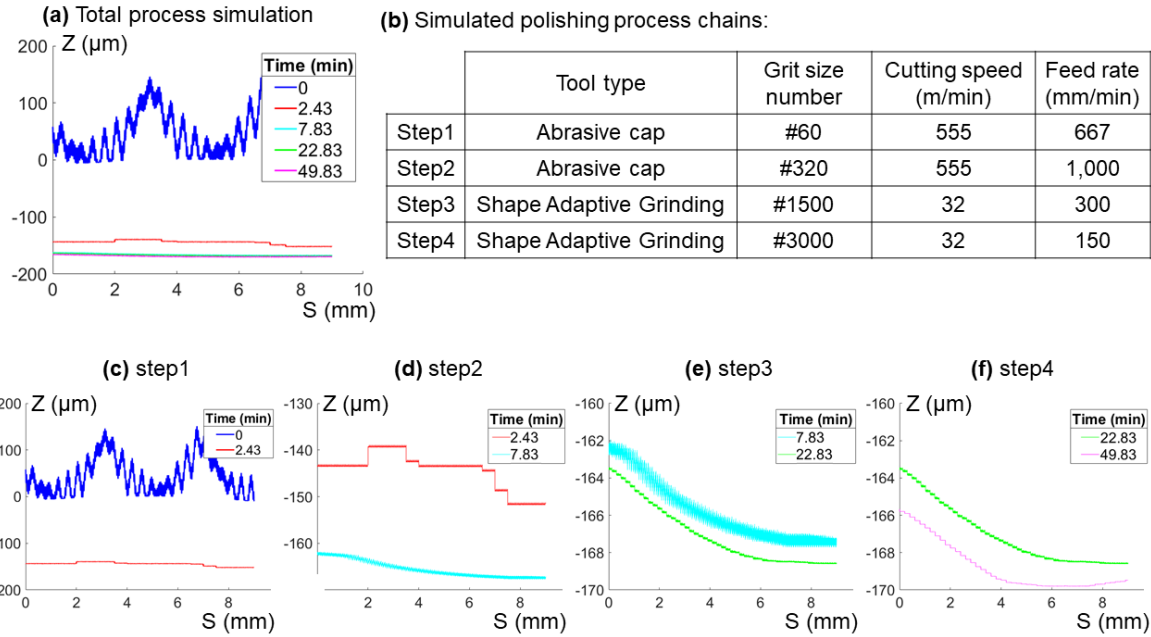 (a) Total process simulation
Z (µm)
200
100
0
-100
-200
0 2 4 6 8 10
S (mm)
Time (min)
0
2.43
7.83
22.83
49.83
(b) Simulated polishing process chains:
Tool type Grit size number Cutting speed (m/min) Feed rate (mm/min)
Step1 Abrasive cap #60 555 667
Step2 Abrasive cap #320 555 1,000
Step3 Shape Adaptive Grinding #1500 32 300
Step4 Shape Adaptive Grinding #3000 32 150
(c) step1
Z (µm)
200
100
0
100
200
0 2 4 6 8
S (mm)
Time (min)
0
2.43
(d) step2
Z (µm)
-130
-140
-150
-160
2 4 6 8
S (mm)
Time (min)
2.43
7.83
(e) step3
Z (µm)
-160
-162
-164
-166
-168
-170
0 2 4 6 8
S (mm)
Time (min)
7.83
22.83
(f) step4
Z (µm)
-160
-162
-164
-166
-168
-170
0 2 4 6 8
S (mm)
Time (min)
22.83
49.83